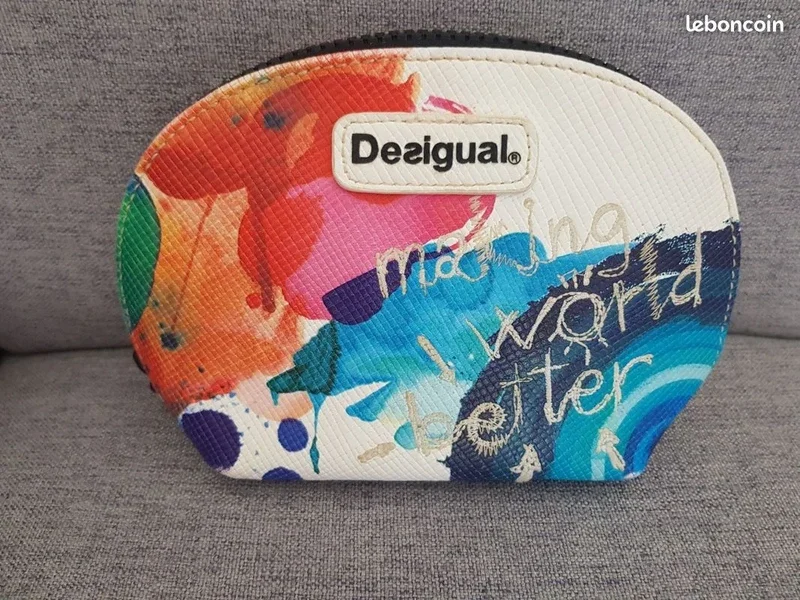 leboncoin
Desigual®
making
world
better